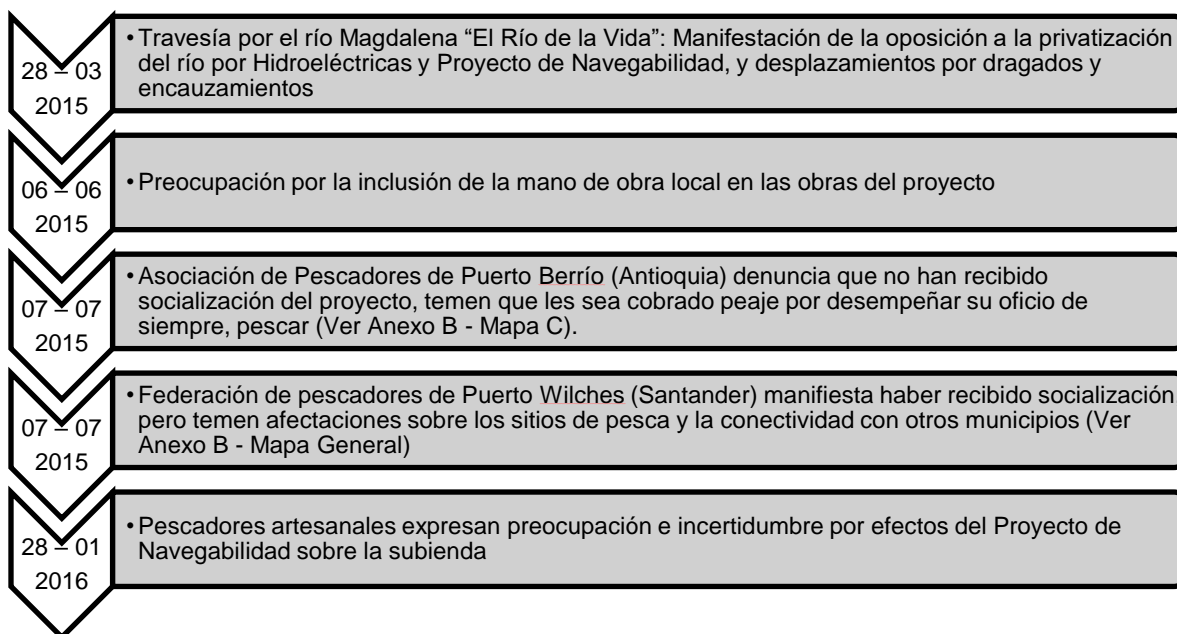 28 – 03
2015
• Travesía por el río Magdalena “El Río de la Vida”: Manifestación de la oposición a la privatización
del río por Hidroeléctricas y Proyecto de Navegabilidad, y desplazamientos por dragados y
encauzamientos
06 – 06
2015
• Preocupación por la inclusión de la mano de obra local en las obras del proyecto
07 – 07
2015
• Asociación de Pescadores de Puerto Berrío (Antioquia) denuncia que no han recibido
socialización del proyecto, temen que les sea cobrado peaje por desempeñar su oficio de
siempre, pescar (Ver Anexo B - Mapa C).
07 – 07
2015
• Federación de pescadores de Puerto Wilches (Santander) manifiesta haber recibido socialización,
pero temen afectaciones sobre los sitios de pesca y la conectividad con otros municipios (Ver
Anexo B - Mapa General)
28 – 01
2016
• Pescadores artesanales expresan preocupación e incertidumbre por efectos del Proyecto de
Navegabilidad sobre la subienda